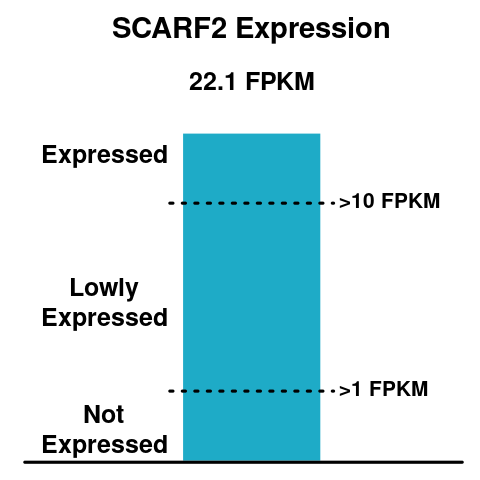 SCARF2 Expression
22.1 FPKM
Expressed
>10 FPKM
Lowly
Expressed
>1 FPKM
Not
Expressed